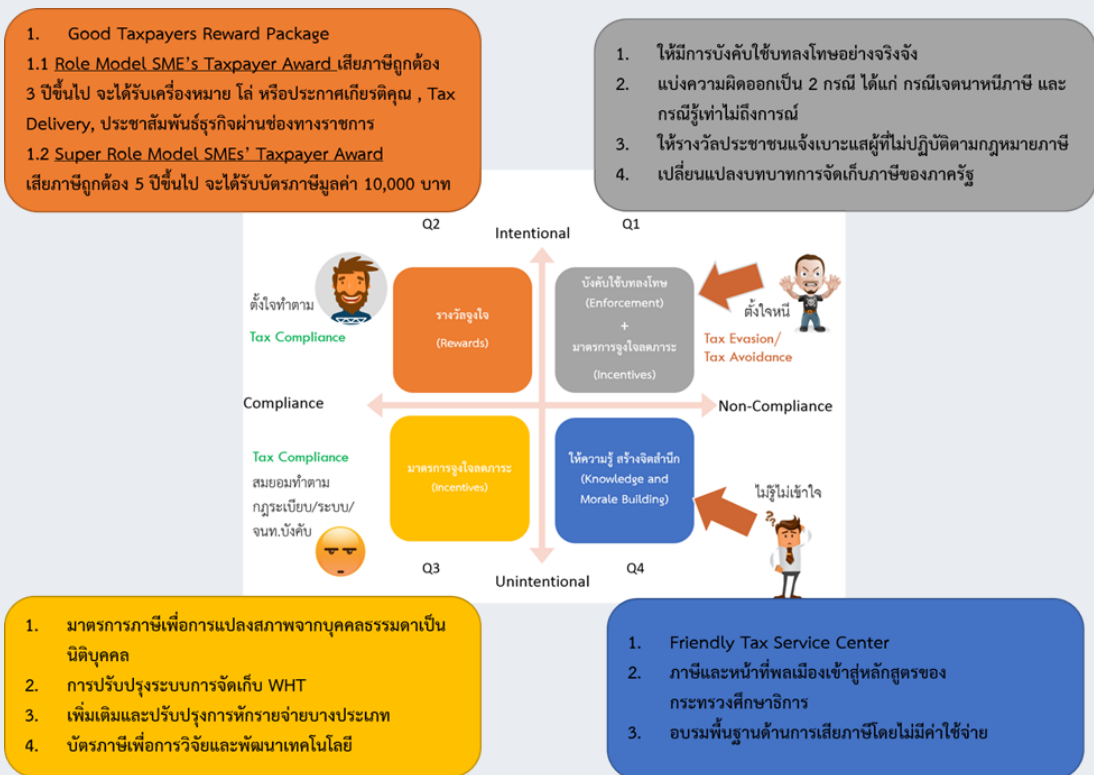 1. Good Taxpayers Reward Package
1.1 Role Model SME's Taxpayer Award เสียภาษีถูกต้อง
3 ปีขึ้นไป จะได้รับเครื่องหมาย โล่ หรือประกาศเกียรติคุณ , Tax
Delivery, ประชาสัมพันธ์ธุรกิจผ่านช่องทางราชการ
1.2 Super Role Model SMEs' Taxpayer Award
เสียภาษีถูกต้อง 5 ปีขึ้นไป จะได้รับบัตรภาษีมูลค่า 10,000 บาท
1. ให้มีการบังคับใช้บทลงโทษอย่างจริงจัง
2. แบ่งความผิดออกเป็น 2 กรณี ได้แก่ กรณีเจตนาหนีภาษี และ
กรณีรู้เท่าไม่ถึงการณ์
3. ให้รางวัลประชาชนแจ้งเบาะแสผู้ที่ไม่ปฏิบัติตามกฎหมายภาษี
4. เปลี่ยนแปลงบทบาทการจัดเก็บภาษีของภาครัฐ
Q2
Intentional
Q1
ตั้งใจทำตาม
Tax Compliance
รางวัลจูงใจ
(Rewards)
บังคับใช้บทลงโทษ
(Enforcement)
+
มาตรการจูงใจลดภาระ
(Incentives)
ตั้งใจหนี
Tax Evasion/
Tax Avoidance
Compliance
Non-Compliance
Tax Compliance
สมยอมทำตาม
กฎระเบียบ/ระบบ/
จนท.บังคับ
มาตรการจูงใจลดภาระ
(Incentives)
ให้ความรู้ สร้างจิตสำนึก
(Knowledge and
Morale Building)
ไม่รู้ไม่เข้าใจ
??
Q3
Unintentional
Q4
1. มาตรการภาษีเพื่อการแปลงสภาพจากบุคคลธรรมดาเป็น
นิติบุคคล
2. การปรับปรุงระบบการจัดเก็บ WHT
3. เพิ่มเติมและปรับปรุงการหักรายจ่ายบางประเภท
4. บัตรภาษีเพื่อการวิจัยและพัฒนาเทคโนโลยี
1. Friendly Tax Service Center
2. ภาษีและหน้าที่พลเมืองเข้าสู่หลักสูตรของ
กระทรวงศึกษาธิการ
3. อบรมพื้นฐานด้านการเสียภาษีโดยไม่มีค่าใช้จ่าย